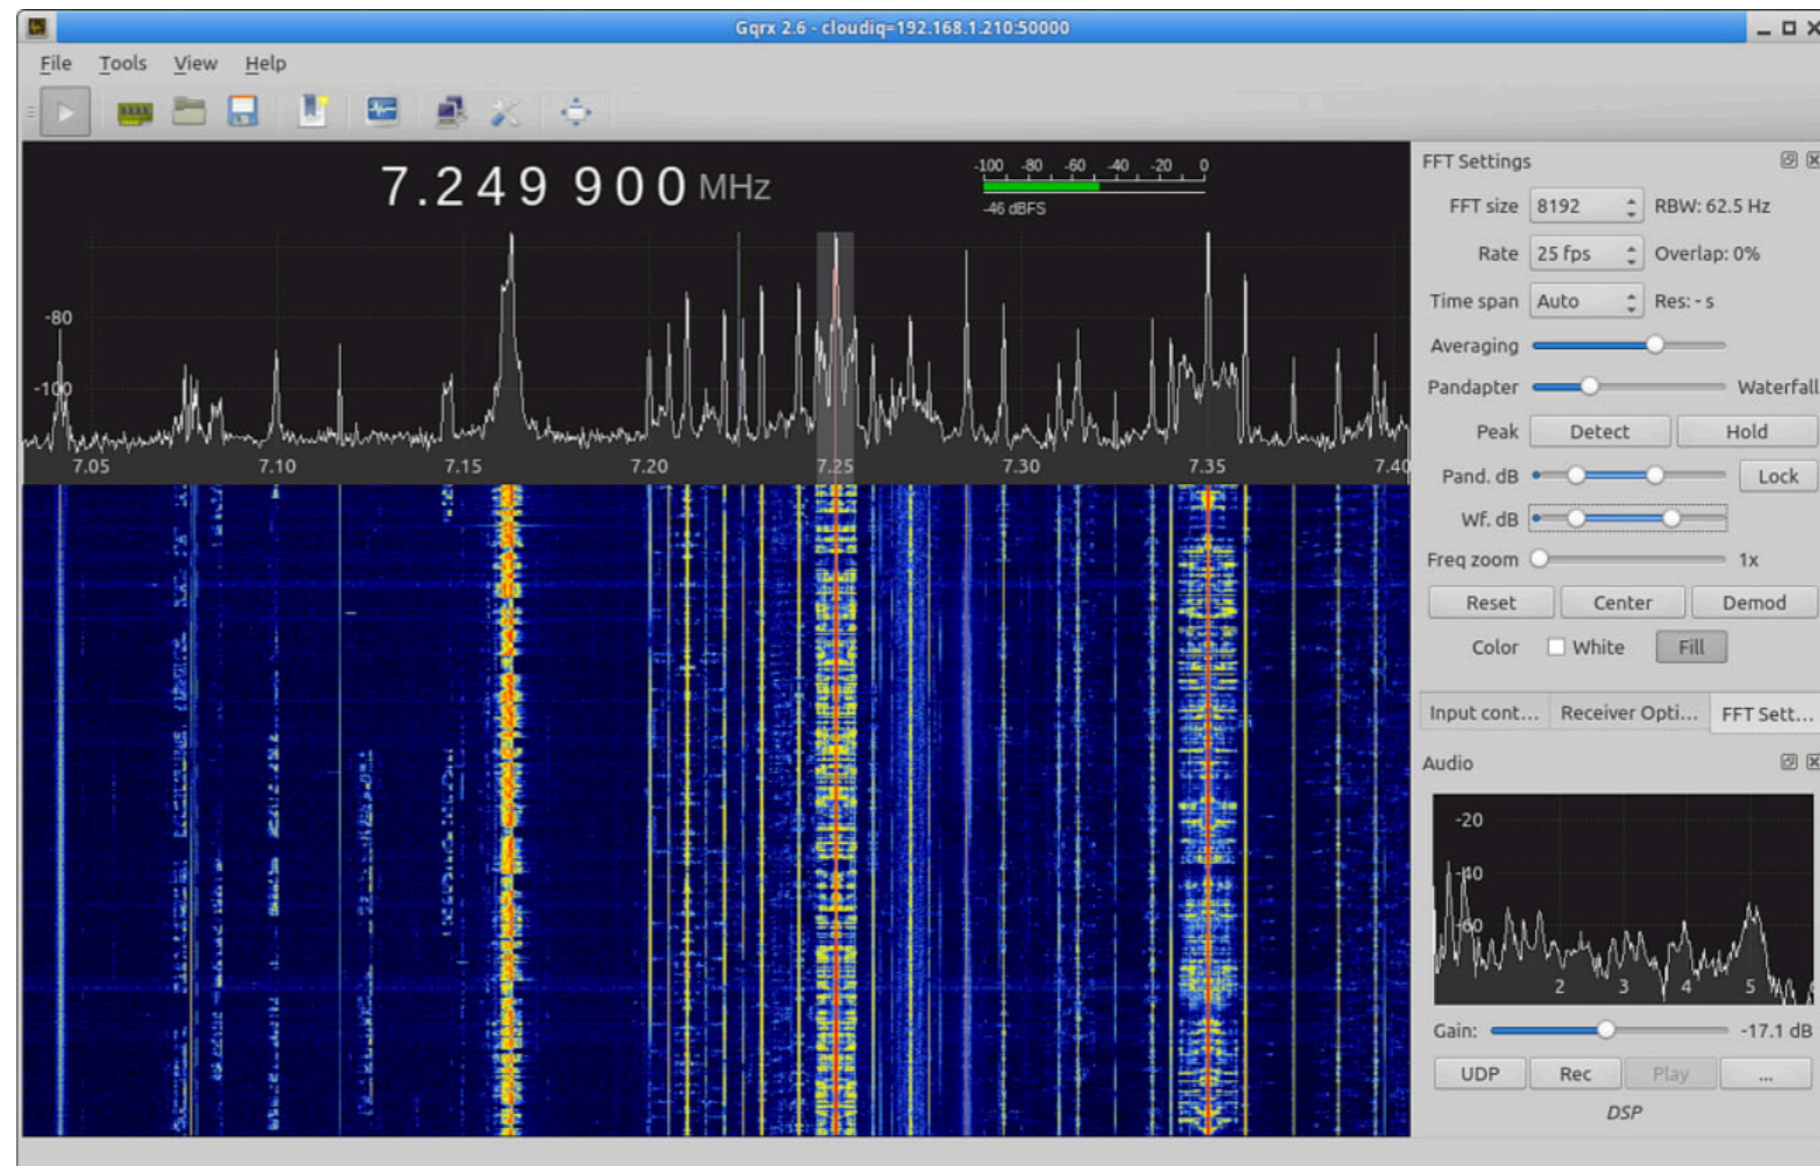 Gqrx 2.6 - cloudiq=192.168.1.210:50000
File Tools View Help
7.249 900 MHz
-100 -80 -60 -40 -20 0
-46 dBFS
-80
-100
7.05 7.10 7.15 7.20 7.25 7.30 7.35 7.40
FFT Settings
FFT size 8192 RBW: 62.5 Hz
Rate 25 fps Overlap: 0%
Time span Auto Res: - s
Averaging
Pandapter Waterfall
Peak Detect Hold
Pand. dB Lock
Wf. dB
Freq zoom 1x
Reset Center Demod
Color White Fill
Input cont... Receiver Opti... FFT Sett...
Audio
-20
-40
-60
2 3 4 5
Gain: -17.1 dB
UDP Rec Play ...
DSP